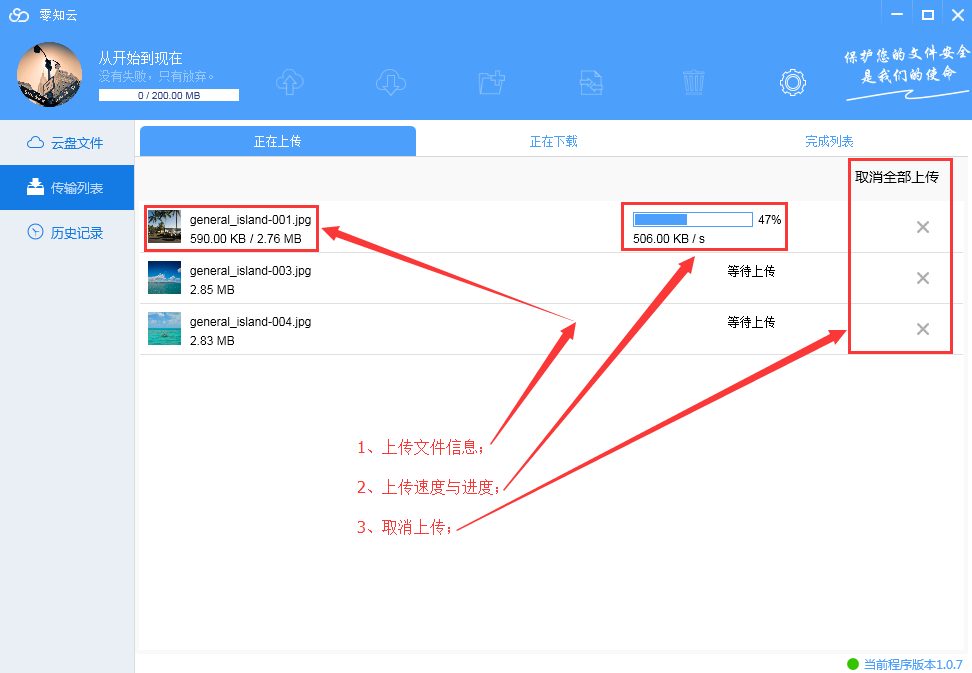 零知云
从开始到现在
没有失败，只有放弃。
0 / 200.00 MB
保护您的文件安全
是我们的使命
云盘文件
传输列表
历史记录
正在上传
正在下载
完成列表
取消全部上传
general_island-001.jpg
590.00 KB / 2.76 MB
47%
506.00 KB / s
general_island-003.jpg
2.85 MB
等待上传
general_island-004.jpg
2.83 MB
等待上传
1、上传文件信息；
2、上传速度与进度；
3、取消上传；
当前程序版本1.0.7